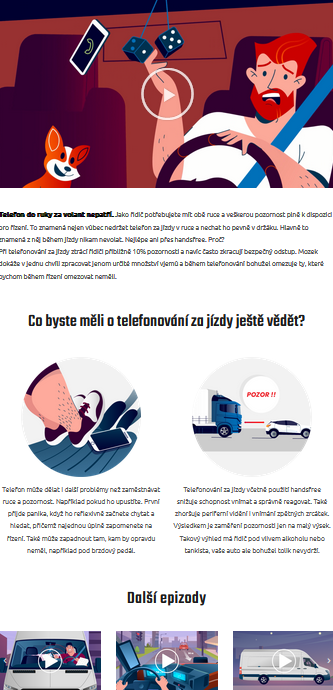 Telefon do ruky za volant nepatří. Jako řidič potřebujete mít obě ruce a veškerou pozornost plně k dispozici
pro řízení. To znamená nejen vůbec nedržet telefon za jízdy v ruce a nechat ho pevně v držáku. Hlavně to
znamená z něj během jízdy nikam nevolat. Nejlépe ani přes handsfree. Proč?
Při telefonování za jízdy ztrácí řidiči přibližně 10% pozornosti a navíc často zkracují bezpečný odstup. Mozek
dokáže v jednu chvíli zpracovat jenom určité množství vjemů a během telefonování bohužel omezuje ty, které
bychom během řízení omezovat neměli.
Co byste měli o telefonování za jízdy ještě vědět?
POZOR !!
Telefon může dělat i další problémy než zaměstnávat
ruce a pozornost. Například pokud ho upustíte. První
přijde panika, když ho reflexivně začnete chytat a
hledat, přičemž najednou úplně zapomenete na
řízení. Také může zapadnout tam, kam by opravdu
neměl, například pod brzdový pedál.
Telefonování za jízdy včetně použití handsfree
snižuje schopnost vnímat a správně reagovat. Také
zhoršuje periferní vidění i vnímání zpětných zrcátek.
Výsledkem je zaměření pozornosti jen na malý výsek.
Takový výhled má řidič pod vlivem alkoholu nebo
tankista, vaše auto ale bohužel tolik nevydrží.
Další epizody